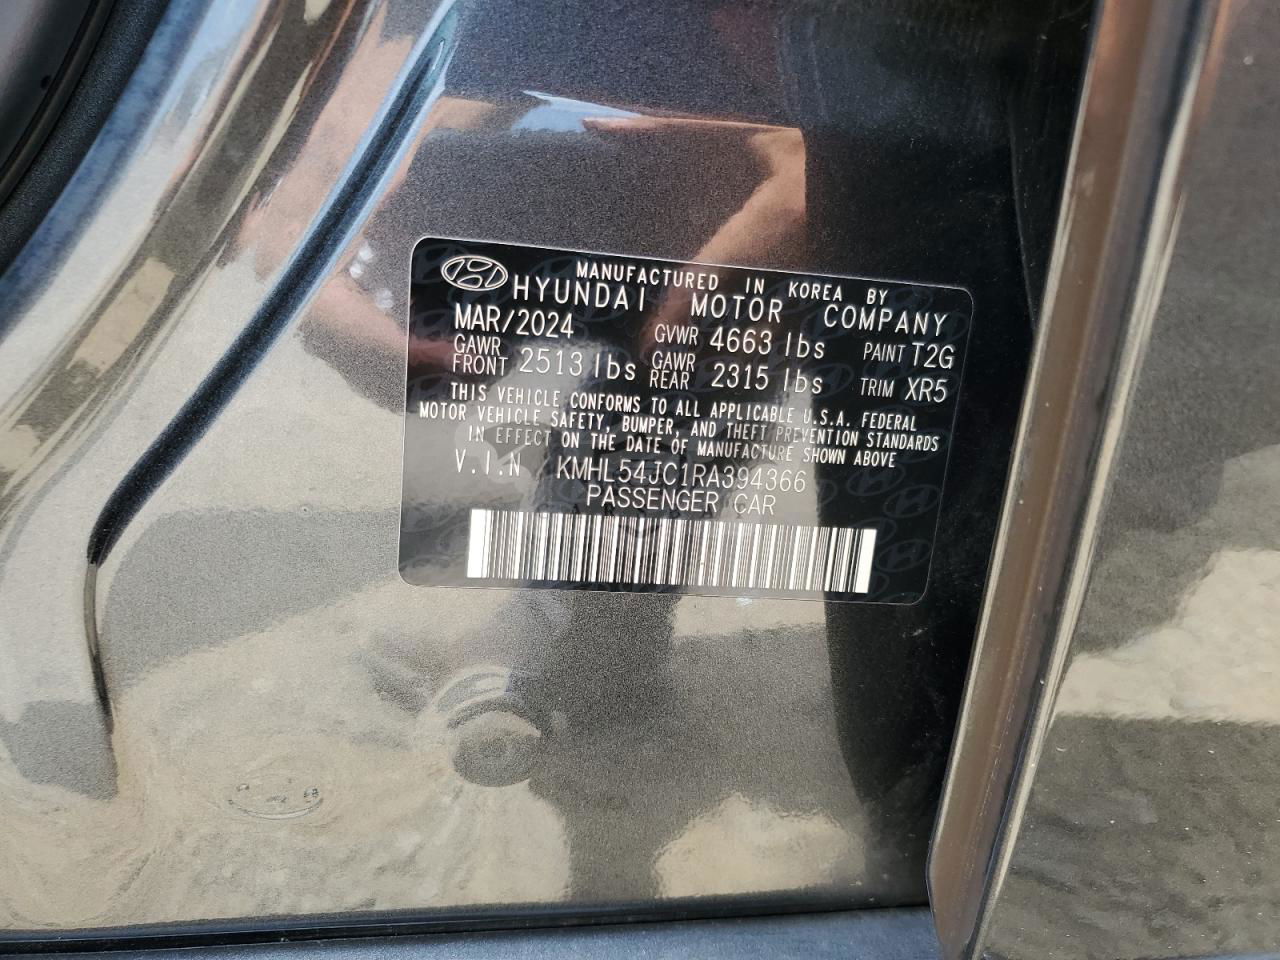 MANUFACTURED IN KOREA BY
HYUNDAI MOTOR COMPANY
MAR/2024 GVWR 4663 lbs PAINT T2G
GAWR FRONT 2513 lbs GAWR REAR 2315 lbs TRIM XR5
THIS VEHICLE CONFORMS TO ALL APPLICABLE U.S.A. FEDERAL
MOTOR VEHICLE SAFETY, BUMPER, AND THEFT PREVENTION STANDARDS
IN EFFECT ON THE DATE OF MANUFACTURE SHOWN ABOVE
V.I.N KMHL54JC1RA394366
PASSENGER CAR